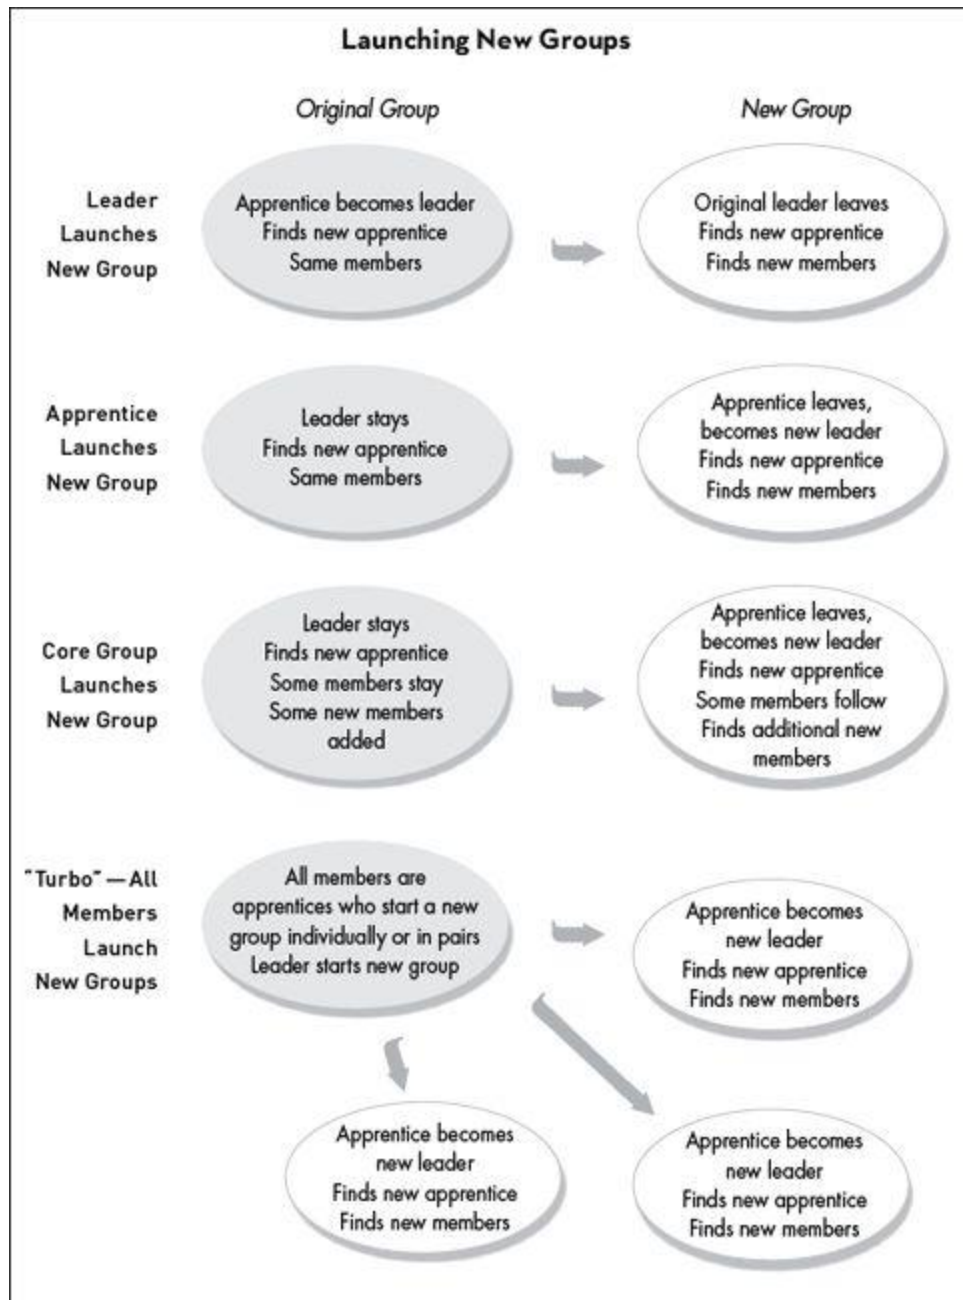 Launching New Groups
Original Group
New Group
Leader
Launches
New Group
Apprentice becomes leader
Finds new apprentice
Same members
Original leader leaves
Finds new apprentice
Finds new members
Apprentice
Launches
New Group
Leader stays
Finds new apprentice
Same members
Apprentice leaves,
becomes new leader
Finds new apprentice
Finds new members
Core Group
Launches
New Group
Leader stays
Finds new apprentice
Some members stay
Some new members
added
Apprentice leaves,
becomes new leader
Finds new apprentice
Some members follow
Finds additional new
members
"Turbo"—All
Members
Launch
New Groups
All members are
apprentices who start a new
group individually or in pairs
Leader starts new group
Apprentice becomes
new leader
Finds new apprentice
Finds new members
Apprentice becomes
new leader
Finds new apprentice
Finds new members
Apprentice becomes
new leader
Finds new apprentice
Finds new members